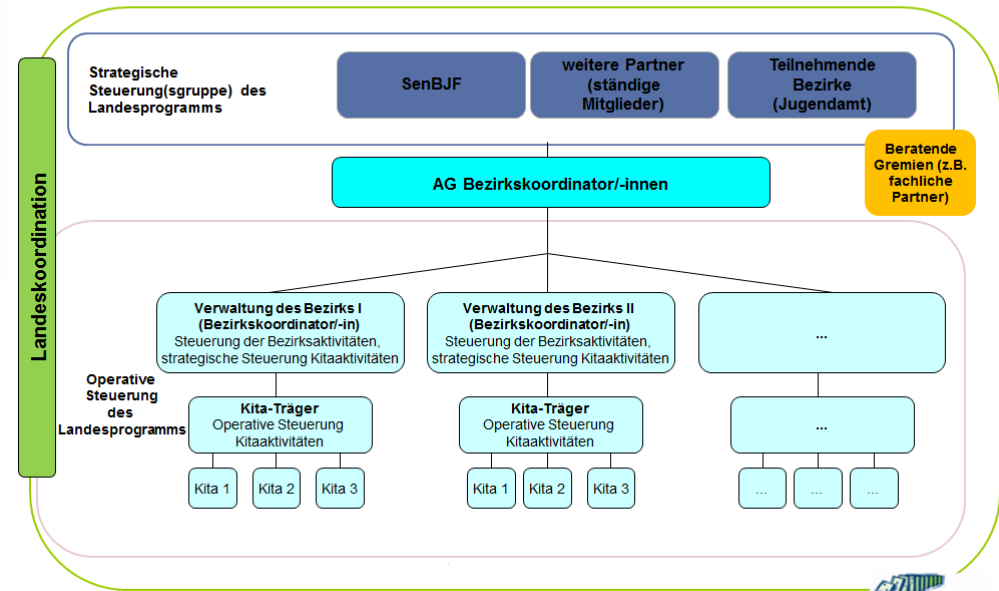 Strategische
Steuerung(sgruppe) des
Landesprogramms
SenBJF
weitere Partner
(ständige
Mitglieder)
Teilnehmende
Bezirke
(Jugendamt)
Beratende
Gremien (z.B.
fachliche
Partner)
AG Bezirkskoordinator/-innen
Landeskoordination
Verwaltung des Bezirks I
(Bezirkskoordinator/-in)
Steuerung der Bezirksaktivitäten,
strategische Steuerung Kitaaktivitäten
Verwaltung des Bezirks II
(Bezirkskoordinator/-in)
Steuerung der Bezirksaktivitäten,
strategische Steuerung Kitaaktivitäten
...
Operative
Steuerung
des
Landesprogramms
Kita-Träger
Operative Steuerung
Kitaaktivitäten
Kita-Träger
Operative Steuerung
Kitaaktivitäten
...
Kita 1
Kita 2
Kita 3
Kita 1
Kita 2
Kita 3
...
...
...